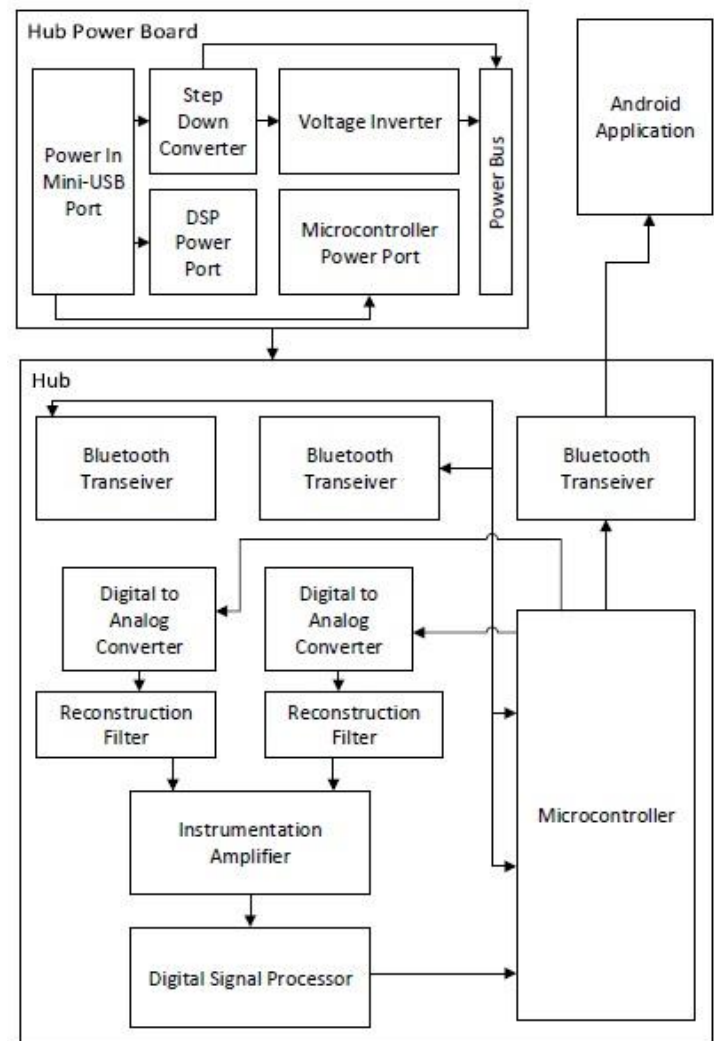 Hub Power Board
Power In
Mini-USB
Port
Step
Down
Converter
Voltage Inverter
Power Bus
DSP
Power
Port
Microcontroller
Power Port
Android
Application
Hub
Bluetooth
Transeiver
Bluetooth
Transeiver
Bluetooth
Transeiver
Digital to
Analog
Converter
Digital to
Analog
Converter
Reconstruction
Filter
Reconstruction
Filter
Instrumentation
Amplifier
Microcontroller
Digital Signal Processor